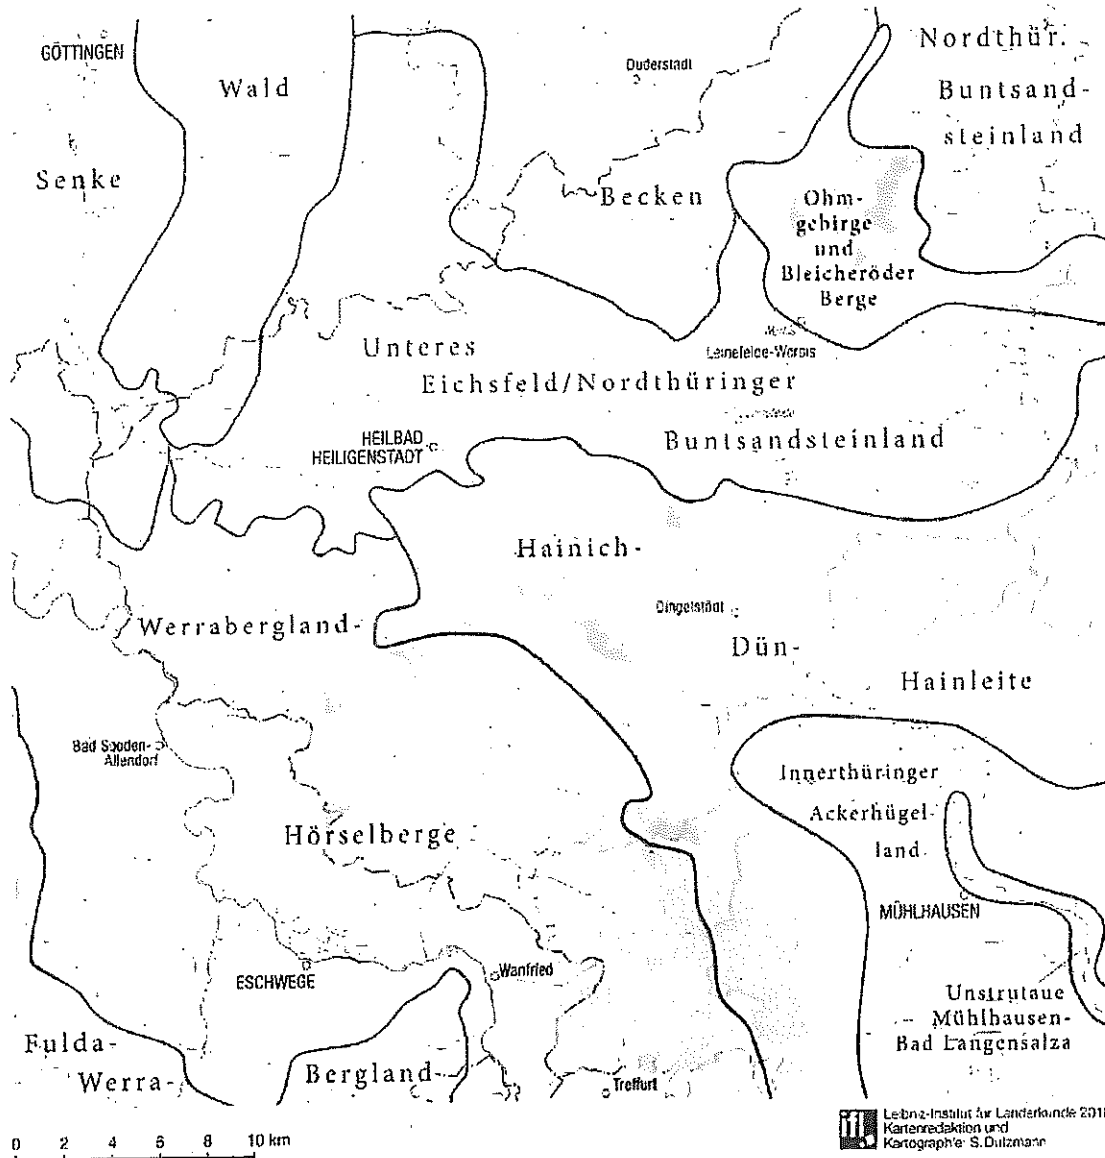 GÖTTINGEN
Wald
Senke
Duderstadt
Becken
Nordthür.
Buntsand-
steinland
Ohm-
gebirge
und
Bleicheröder
Berge
Leinefelde-Worbis
Unteres
Eichsfeld/Nordthüringer
Buntsandsteinland
HEILBAD
HEILIGENSTADT
Hainich-
Dingelstädt
Dün-
Hainleite
Werrabergland-
Bad Sooden-
Allendorf
Hörselberge
Innerthüringer
Ackerhügel-
land
MÜHLHAUSEN
ESCHWEGE
Wanfried
Unstrutaue
Mühlhausen-
Bad Langensalza
Fulda-
Werra-
Bergland
Treffurt
0 2 4 6 8 10 km
ifl
Leibniz-Institut für Länderkunde
Kartenredaktion und
Kartographie: S. Dutzmann